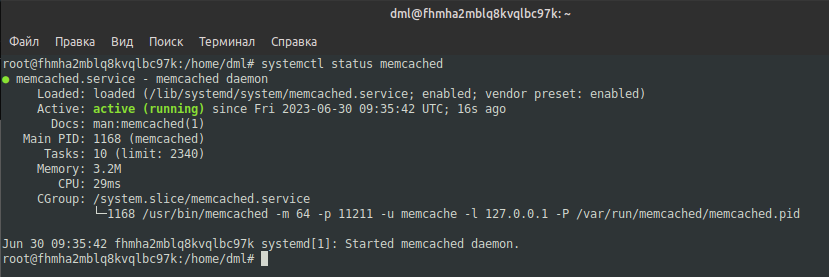 dml@fhmha2mblq8kvqlbc97k: ~
Файл Правка Вид Поиск Терминал Справка
root@fhmha2mblq8kvqlbc97k:/home/dml# systemctl status memcached
● memcached.service - memcached daemon
Loaded: loaded (/lib/systemd/system/memcached.service; enabled; vendor preset: enabled)
Active: active (running) since Fri 2023-06-30 09:35:42 UTC; 16s ago
Docs: man:memcached(1)
Main PID: 1168 (memcached)
Tasks: 10 (limit: 2340)
Memory: 3.2M
CPU: 29ms
CGroup: /system.slice/memcached.service
└─1168 /usr/bin/memcached -m 64 -p 11211 -u memcache -l 127.0.0.1 -P /var/run/memcached/memcached.pid
Jun 30 09:35:42 fhmha2mblq8kvqlbc97k systemd[1]: Started memcached daemon.
root@fhmha2mblq8kvqlbc97k:/home/dml#